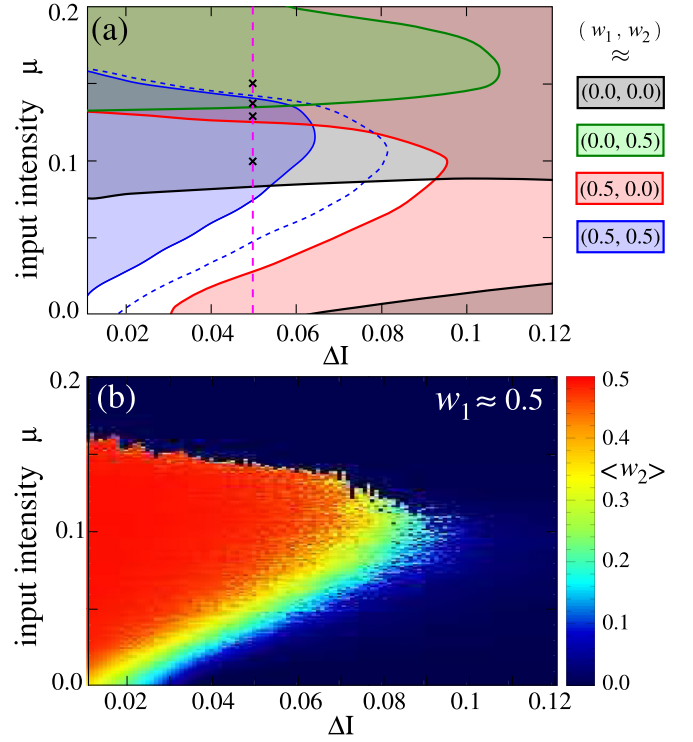 (a)
0.2
0.1
0.0
input intensity μ
0.02 0.04 0.06 0.08 0.1 0.12
ΔI
(w₁, w₂)
≈
(0.0, 0.0)
(0.0, 0.5)
(0.5, 0.0)
(0.5, 0.5)
(b)
w₁≈ 0.5
0.2
0.1
0.0
input intensity μ
0.02 0.04 0.06 0.08 0.1 0.12
ΔI
0.5
0.4
<w₂>
0.3
0.2
0.1
0.0